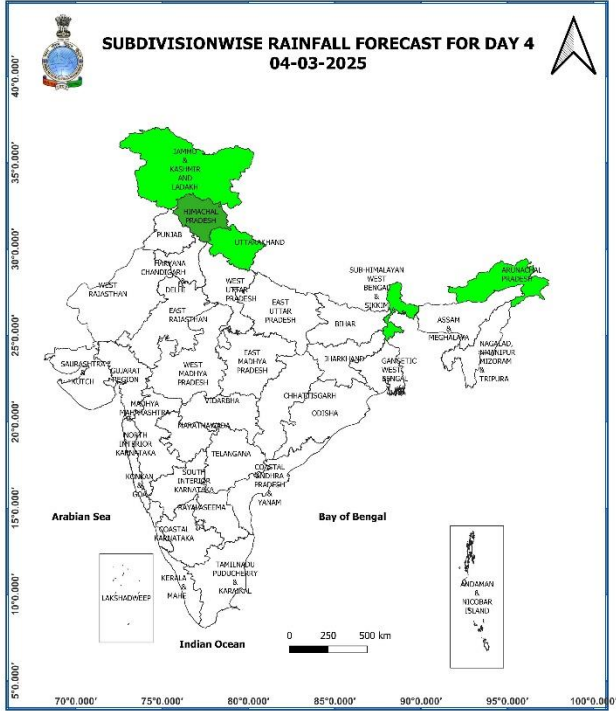 SUBDIVISIONWISE RAINFALL FORECAST FOR DAY 4
04-03-2025
40°0.000'
35°0.000'
30°0.000'
25°0.000'
20°0.000'
15°0.000'
10°0.000'
5°0.000'
JAMMU
&
KASHMIR
AND
LADAKH
HIMACHAL
PRADESH
PUNJAB
UTTARAKHAND
HARYANA
CHANDIGARH
&
DELHI
WEST
RAJASTHAN
WEST
UTTAR
PRADESH
EAST
RAJASTHAN
EAST
UTTAR
PRADESH
SUB-HIMALAYAN
WEST
BENGAL
&
SIKKIM
ARUNACHAL
PRADESH
ASSAM
&
MEGHALAYA
NAGALAD,
MANIPUR
MIZORAM
&
TRIPURA
BIHAR
JHARKHAND
GANGETIC
WEST
BENGAL
SAURASHTRA
&
KUTCH
GUJARAT
REGION
WEST
MADHYA
PRADESH
EAST
MADHYA
PRADESH
CHHATTISGARH
ODISHA
VIDARBHA
MADHYA
MAHARASHTRA
MARATHAWADA
NORTH
INTERIOR
KARNATAKA
TELANGANA
KONKAN
&
GOA
SOUTH
INTERIOR
KARNATAKA
COASTAL
ANDHRA
PRADESH
&
YANAM
RAYALASEEMA
COASTAL
KARNATAKA
TAMILNADU
PUDUCHERRY
&
KARAIKAL
KERALA
&
MAHE
LAKSHADWEEP
ANDAMAN
&
NICOBAR
ISLAND
Arabian Sea
Bay of Bengal
Indian Ocean
0 250 500 km
70°0.000' 75°0.000' 80°0.000' 85°0.000' 90°0.000' 95°0.000' 100°0.000'